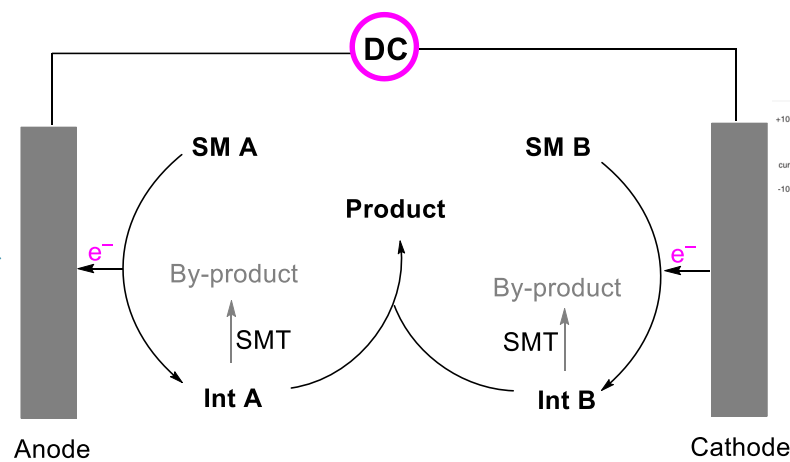 DC
SM A
SM B
+10
cur
-10
Product
e–
e–
By-product
By-product
SMT
SMT
Int A
Int B
Anode
Cathode